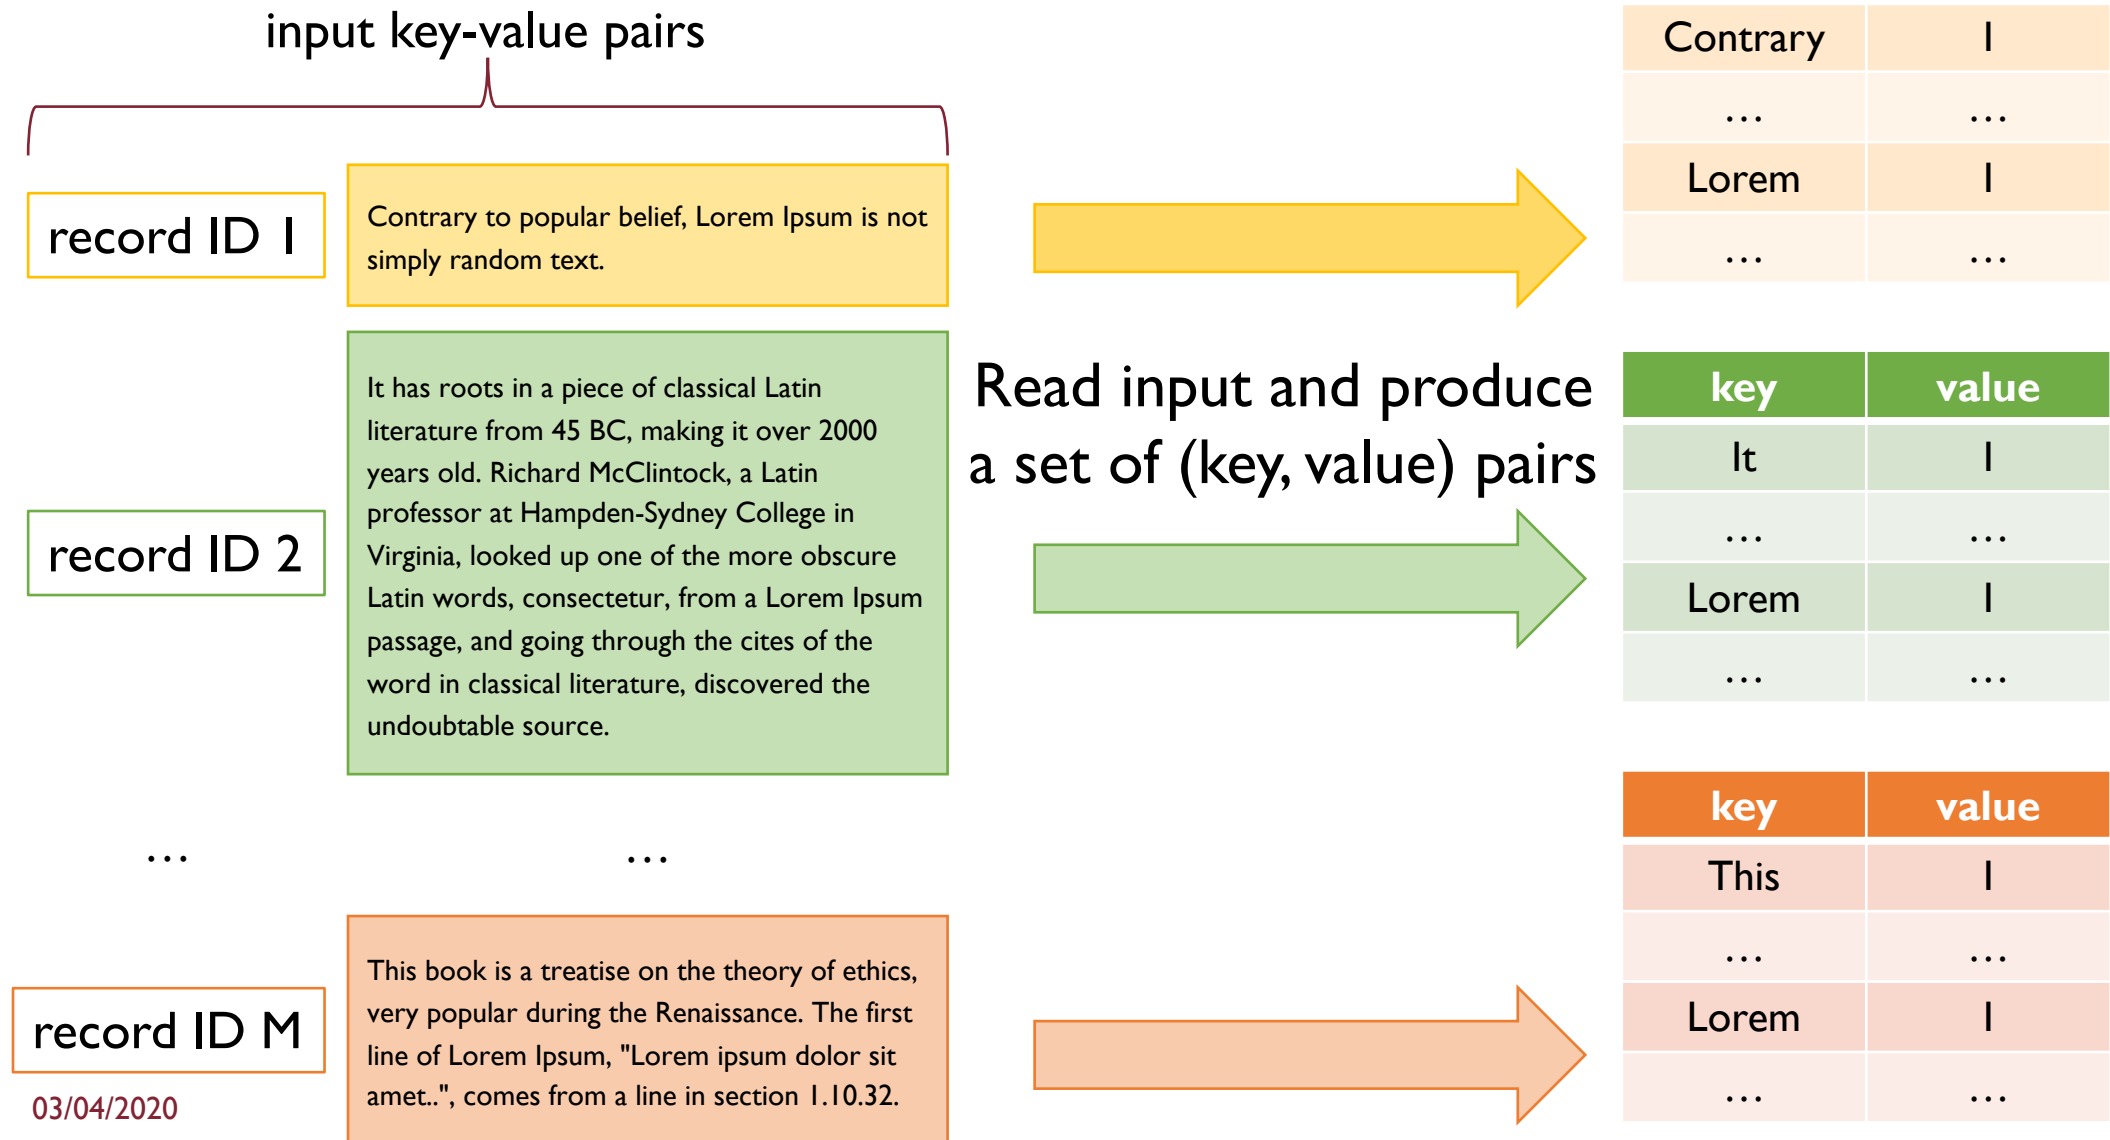 input key-value pairs
record ID 1
Contrary to popular belief, Lorem Ipsum is not
simply random text.
Contrary 1
… …
Lorem 1
… …
record ID 2
It has roots in a piece of classical Latin
literature from 45 BC, making it over 2000
years old. Richard McClintock, a Latin
professor at Hampden-Sydney College in
Virginia, looked up one of the more obscure
Latin words, consectetur, from a Lorem Ipsum
passage, and going through the cites of the
word in classical literature, discovered the
undoubtable source.
Read input and produce
a set of (key, value) pairs
key value
It 1
… …
Lorem 1
… …
… …
record ID M
This book is a treatise on the theory of ethics,
very popular during the Renaissance. The first
line of Lorem Ipsum, "Lorem ipsum dolor sit
amet..", comes from a line in section 1.10.32.
key value
This 1
… …
Lorem 1
… …
03/04/2020